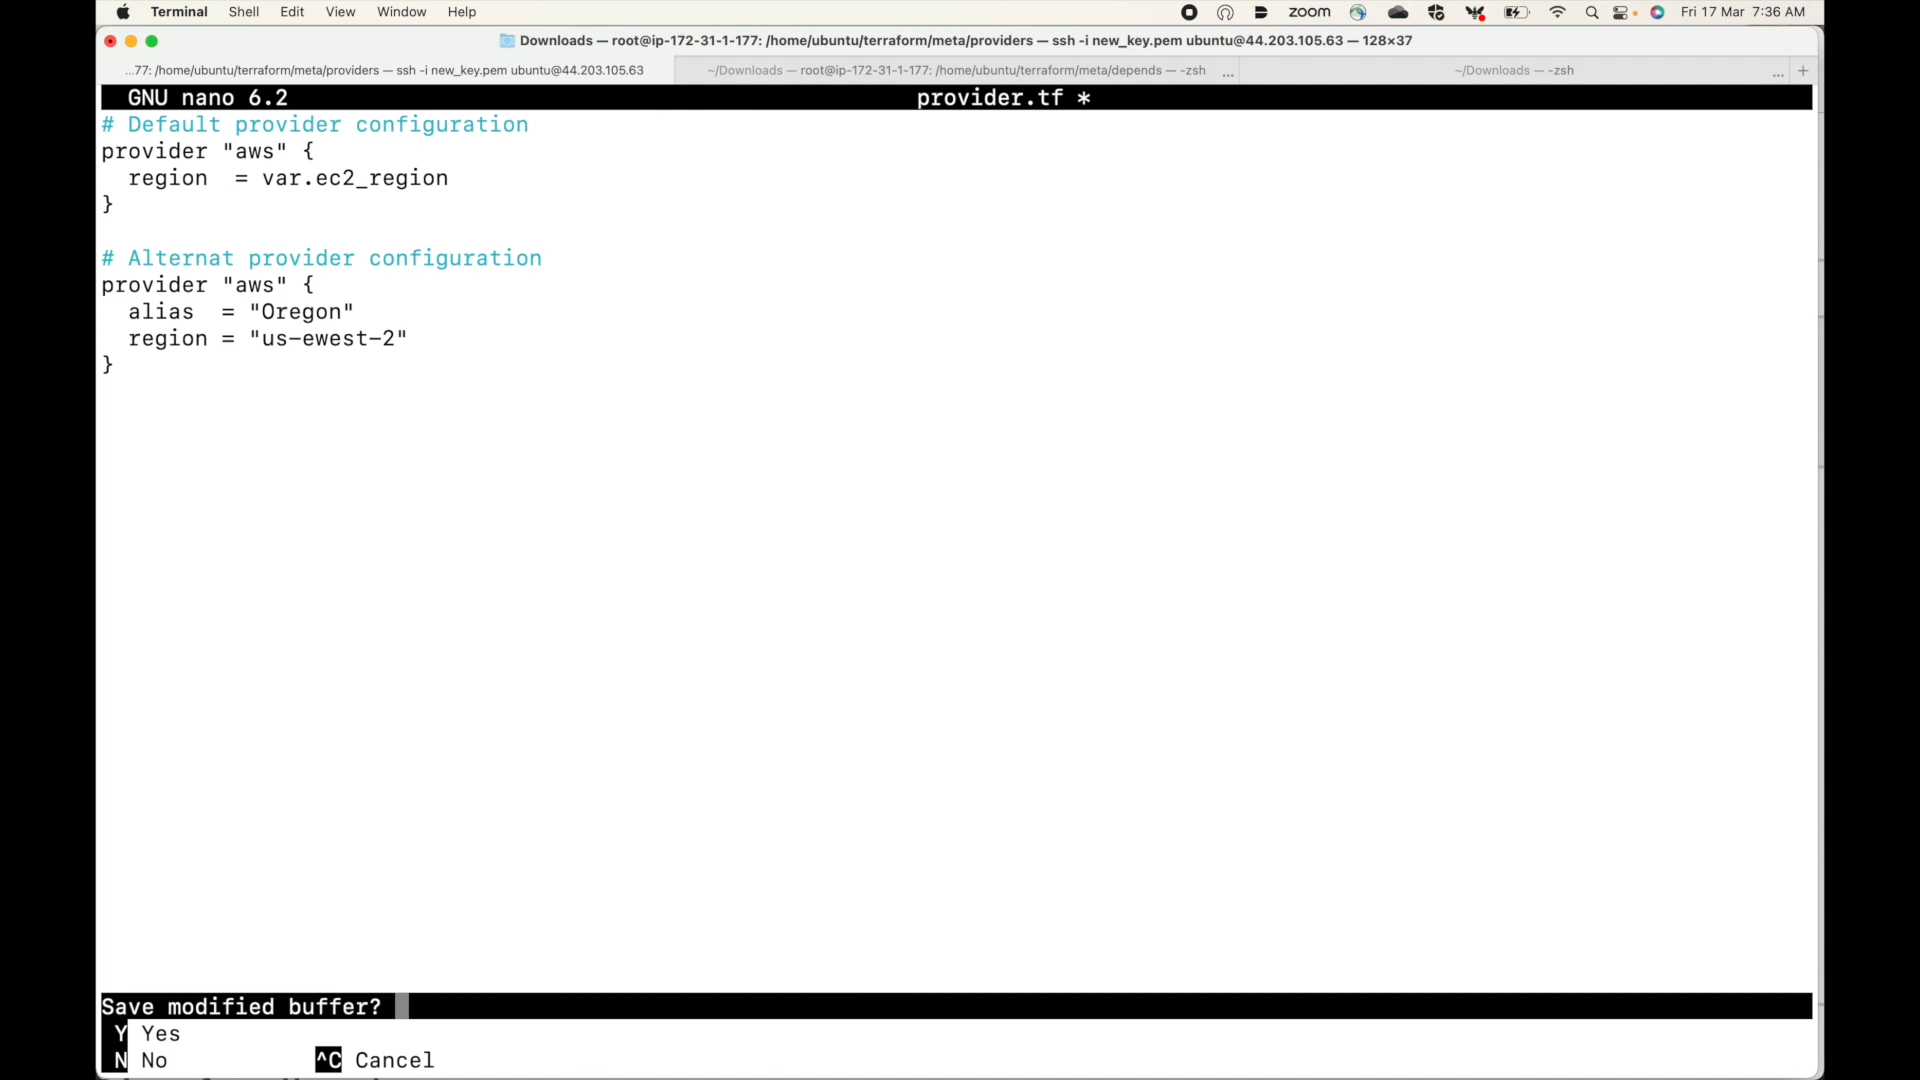 Terminal Shell Edit View Window Help zoom Fri 17 Mar 7:36 AM
Downloads — root@ip-172-31-1-177: /home/ubuntu/terraform/meta/providers — ssh -i new_key.pem ubuntu@44.203.105.63 — 128×37
...77: /home/ubuntu/terraform/meta/providers — ssh -i new_key.pem ubuntu@44.203.105.63 ~/Downloads — root@ip-172-31-1-177: /home/ubuntu/terraform/meta/depends — -zsh ... ~/Downloads — -zsh ... +
GNU nano 6.2 provider.tf *
# Default provider configuration
provider "aws" {
  region  = var.ec2_region
}
# Alternat provider configuration
provider "aws" {
  alias  = "Oregon"
  region = "us-ewest-2"
}
Save modified buffer?
Y Yes
N No ^C Cancel